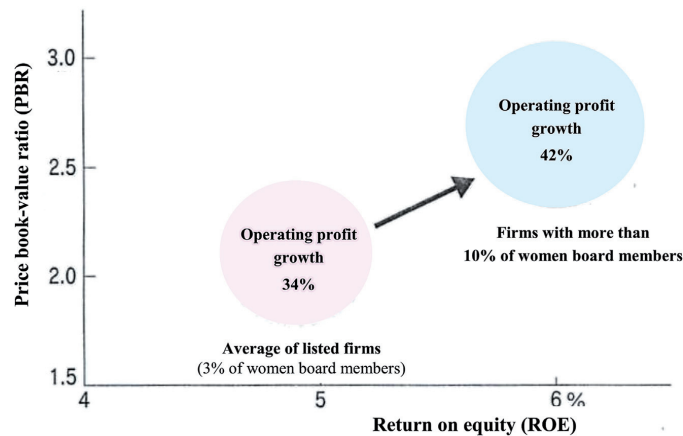 Price book-value ratio (PBR)
3.0
2.5
2.0
1.5
Operating profit
growth
42%
Firms with more than
10% of women board members
Operating profit
growth
34%
Average of listed firms
(3% of women board members)
4
5
6 %
Return on equity (ROE)